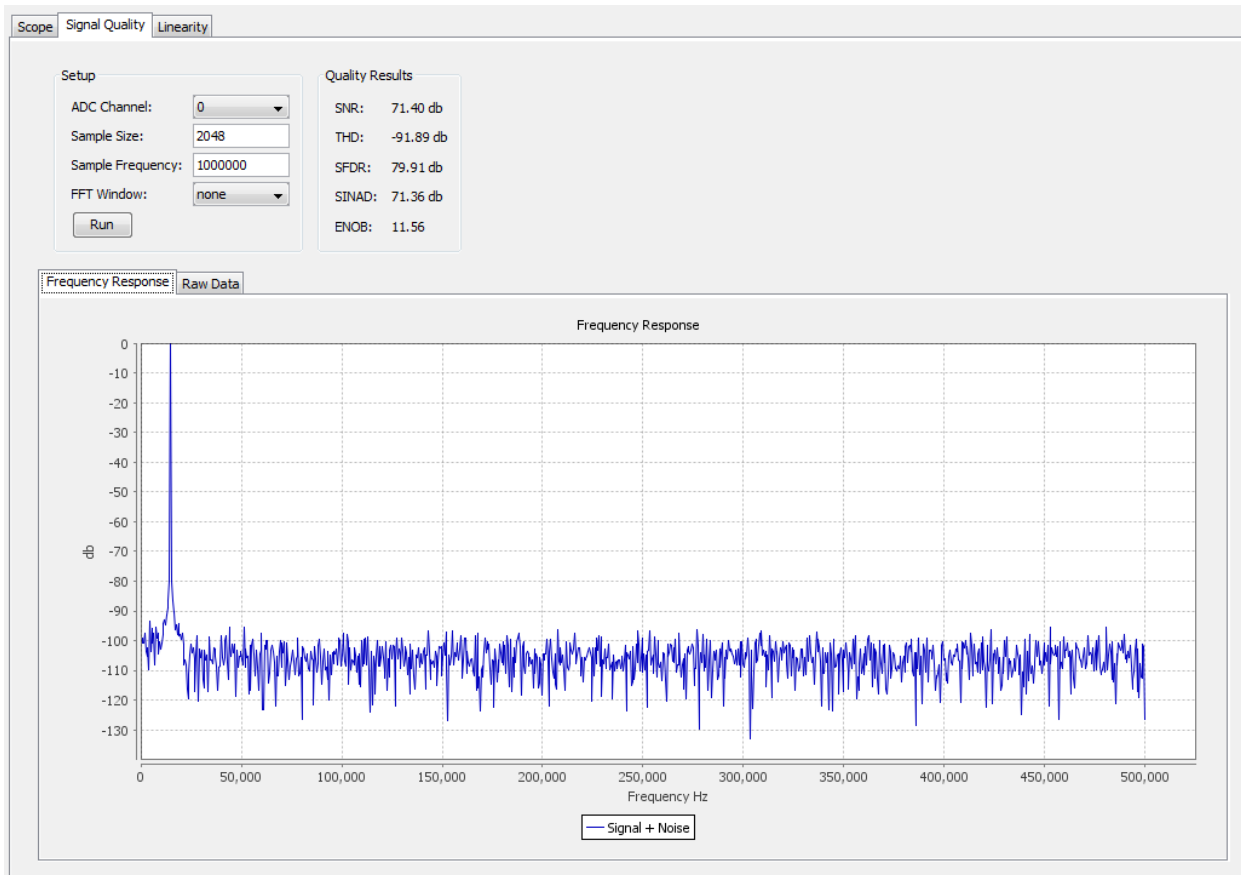 Scope Signal Quality Linearity
Setup
ADC Channel: 0
Sample Size: 2048
Sample Frequency: 1000000
FFT Window: none
Run
Quality Results
SNR: 71.40 db
THD: -91.89 db
SFDR: 79.91 db
SINAD: 71.36 db
ENOB: 11.56
Frequency Response Raw Data
Frequency Response
0
-10
-20
-30
-40
-50
-60
-70
-80
-90
-100
-110
-120
-130
db
0 50,000 100,000 150,000 200,000 250,000 300,000 350,000 400,000 450,000 500,000
Frequency Hz
Signal + Noise